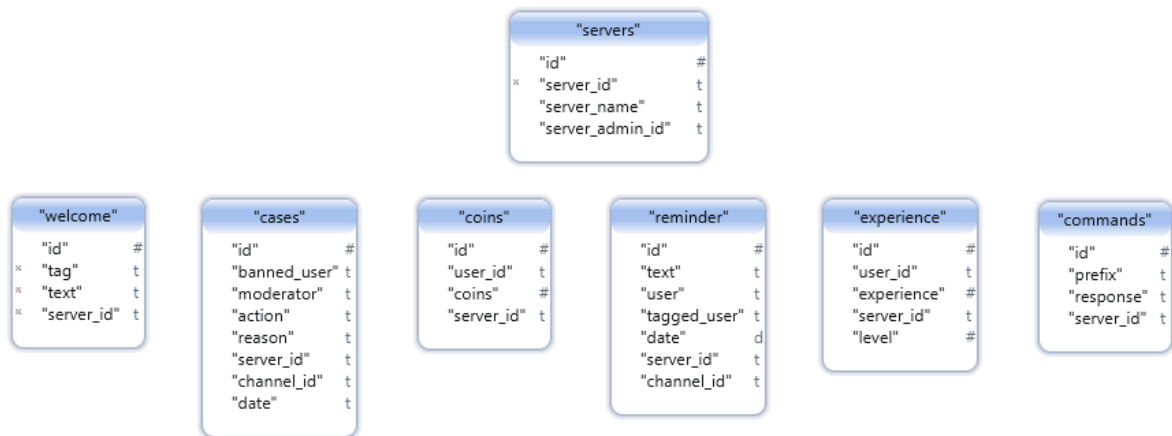 "servers"
"id" #
* "server_id" t
"server_name" t
"server_admin_id" t
"welcome"
"id" #
* "tag" t
* "text" t
* "server_id" t
"cases"
"id" #
"banned_user" t
"moderator" t
"action" t
"reason" t
"server_id" t
"channel_id" t
"date" t
"coins"
"id" #
"user_id" t
"coins" #
"server_id" t
"reminder"
"id" #
"text" t
"user" t
"tagged_user" t
"date" d
"server_id" t
"channel_id" t
"experience"
"id" #
"user_id" t
"experience" #
"server_id" t
"level" #
"commands"
"id" #
"prefix" t
"response" t
"server_id" t